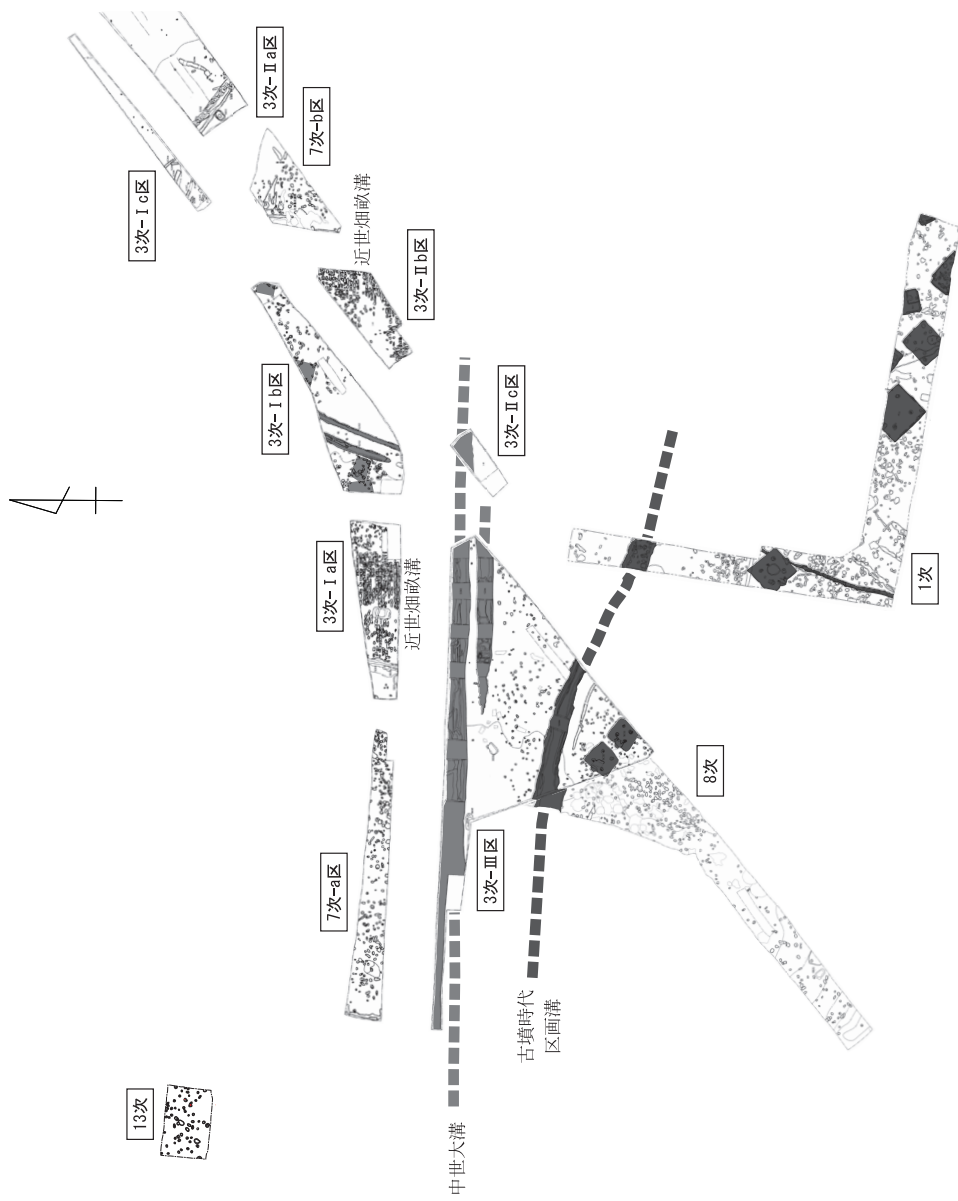 3次-Ⅰc区
3次-Ⅱa区
7次-b区
近世畑畝溝
3次-Ⅰb区
3次-Ⅱb区
3次-Ⅱc区
3次-Ⅰa区
近世畑畝溝
1次
7次-a区
3次-Ⅲ区
8次
古墳時代
区画溝
13次
中世大溝